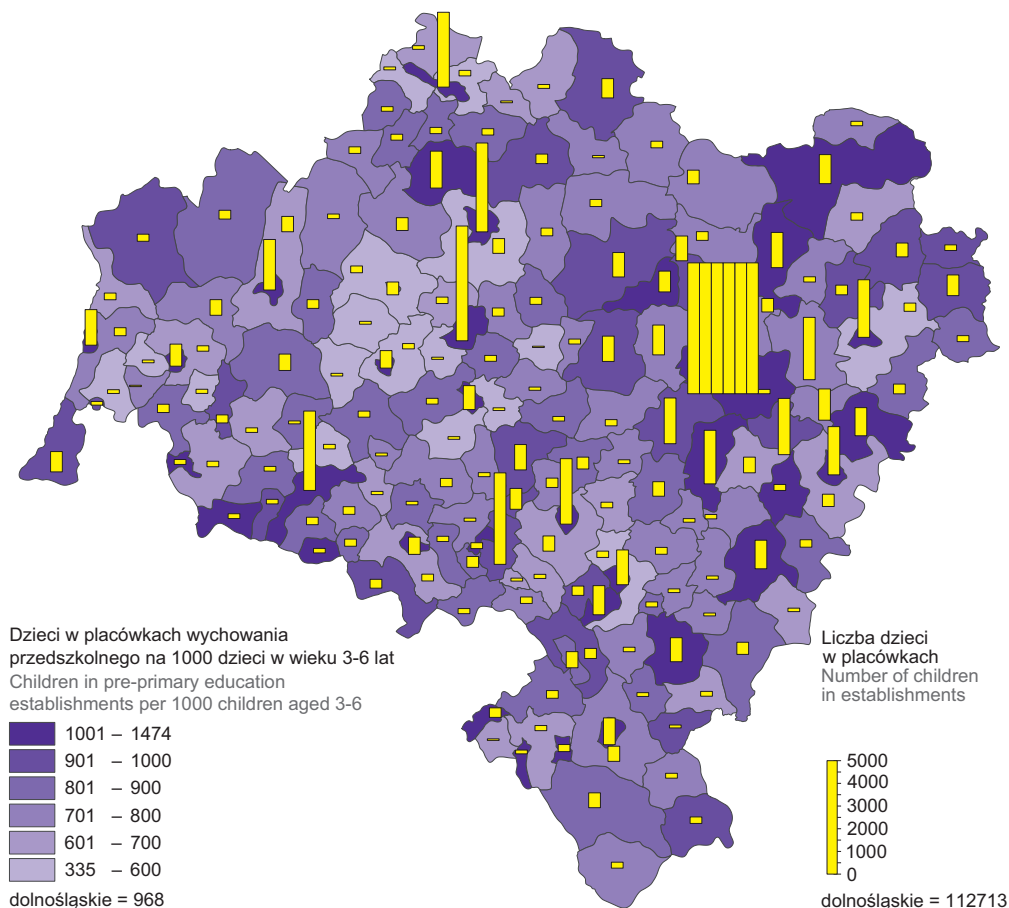 Dzieci w placówkach wychowania
przedszkolnego na 1000 dzieci w wieku 3-6 lat
Children in pre-primary education
establishments per 1000 children aged 3-6
1001 – 1474
901 – 1000
801 – 900
701 – 800
601 – 700
335 – 600
dolnośląskie = 968
Liczba dzieci
w placówkach
Number of children
in establishments
5000
4000
3000
2000
1000
0
dolnośląskie = 112713